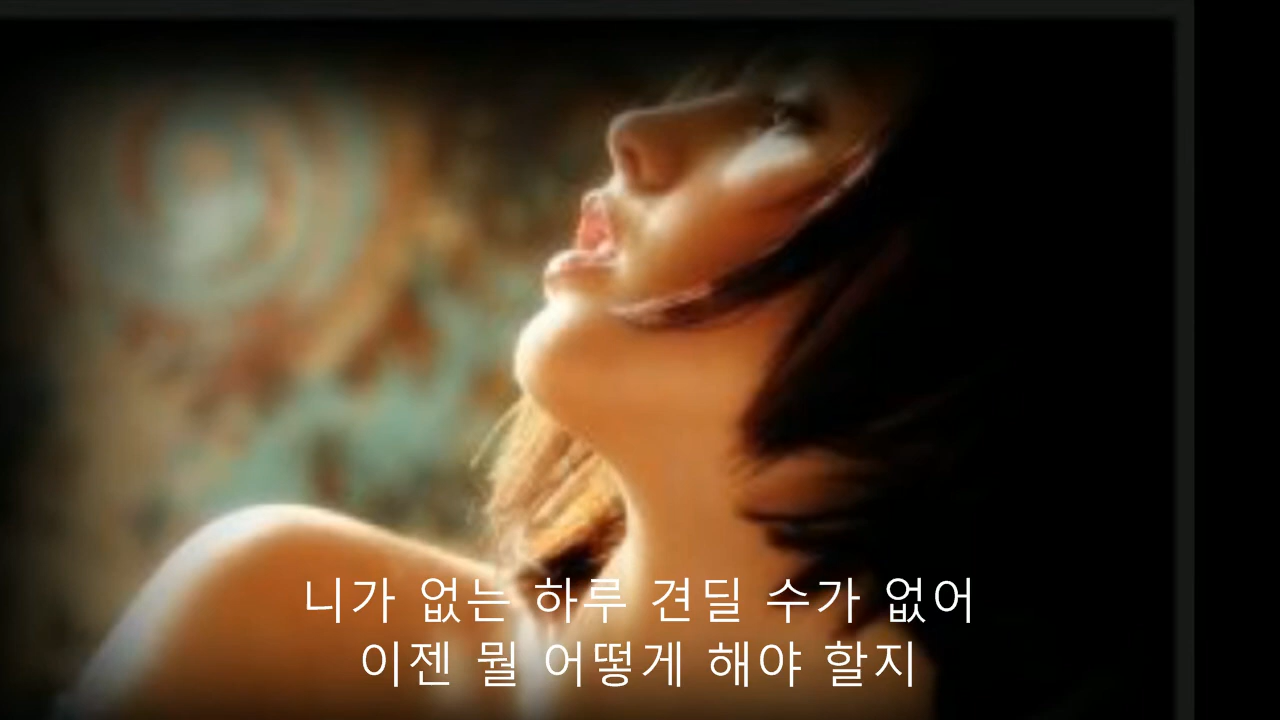 니가 없는 하루 견딜 수가 없어
이젠 뭘 어떻게 해야 할지